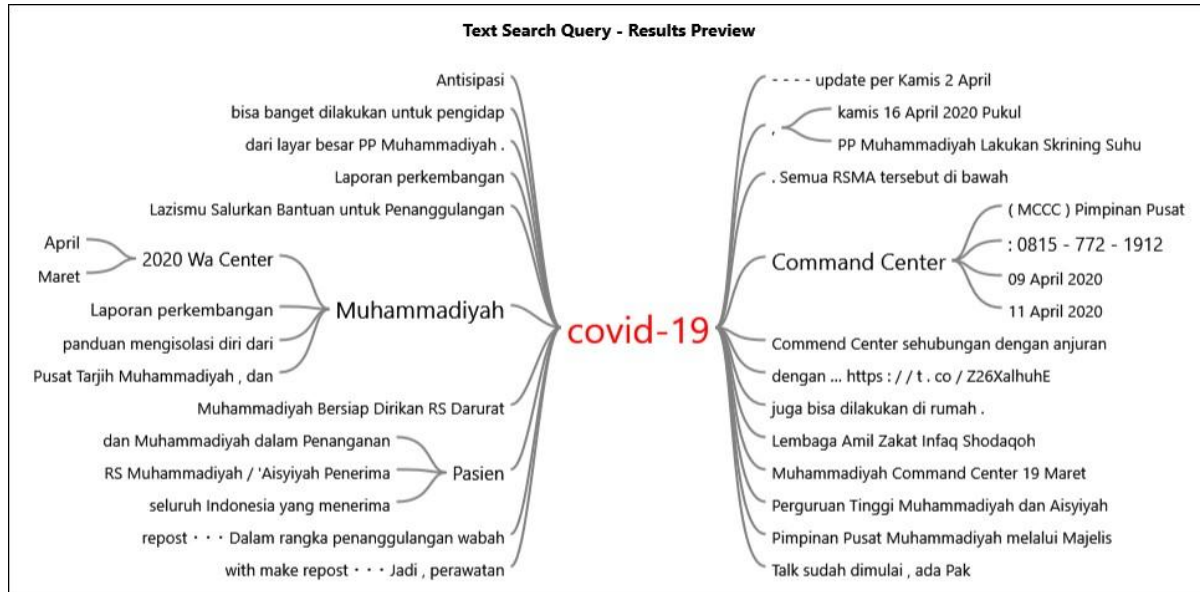 Text Search Query - Results Preview
Antisipasi
bisa banget dilakukan untuk pengidap
dari layar besar PP Muhammadiyah .
Laporan perkembangan
Lazismu Salurkan Bantuan untuk Penanggulangan
April
Maret
2020 Wa Center
Laporan perkembangan
panduan mengisolasi diri dari
Pusat Tarjih Muhammadiyah , dan
Muhammadiyah
Muhammadiyah Bersiap Dirikan RS Darurat
dan Muhammadiyah dalam Penanganan
RS Muhammadiyah / 'Aisyiyah Penerima
seluruh Indonesia yang menerima
Pasien
repost · · · Dalam rangka penanggulangan wabah
with make repost · · · Jadi , perawatan
covid-19
- - - - update per Kamis 2 April
,
kamis 16 April 2020 Pukul
PP Muhammadiyah Lakukan Skrining Suhu
. Semua RSMA tersebut di bawah
Command Center
( MCCC ) Pimpinan Pusat
: 0815 - 772 - 1912
09 April 2020
11 April 2020
Commend Center sehubungan dengan anjuran
dengan ... https : / / t . co / Z26XalhuhE
juga bisa dilakukan di rumah .
Lembaga Amil Zakat Infaq Shodaqoh
Muhammadiyah Command Center 19 Maret
Perguruan Tinggi Muhammadiyah dan Aisyiyah
Pimpinan Pusat Muhammadiyah melalui Majelis
Talk sudah dimulai , ada Pak